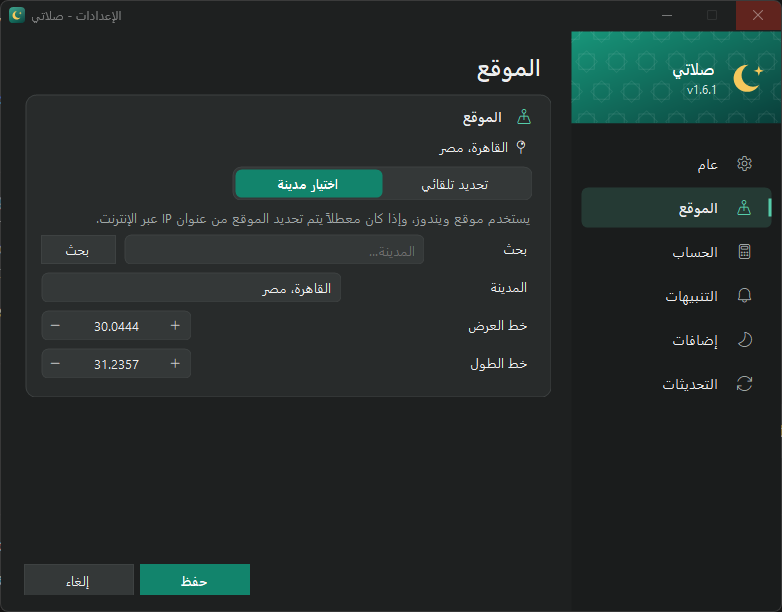 الإعدادات - صلاتي
صلاتي
v1.6.1
عام
الموقع
الحساب
التنبيهات
إضافات
التحديثات
الموقع
الموقع
القاهرة، مصر
تحديد تلقائي
اختيار مدينة
يستخدم موقع ويندوز، وإذا كان معطلاً يتم تحديد الموقع من عنوان IP عبر الإنترنت.
بحث
المدينة...
بحث
المدينة
القاهرة، مصر
خط العرض
+ 30.0444 −
خط الطول
+ 31.2357 −
حفظ
إلغاء